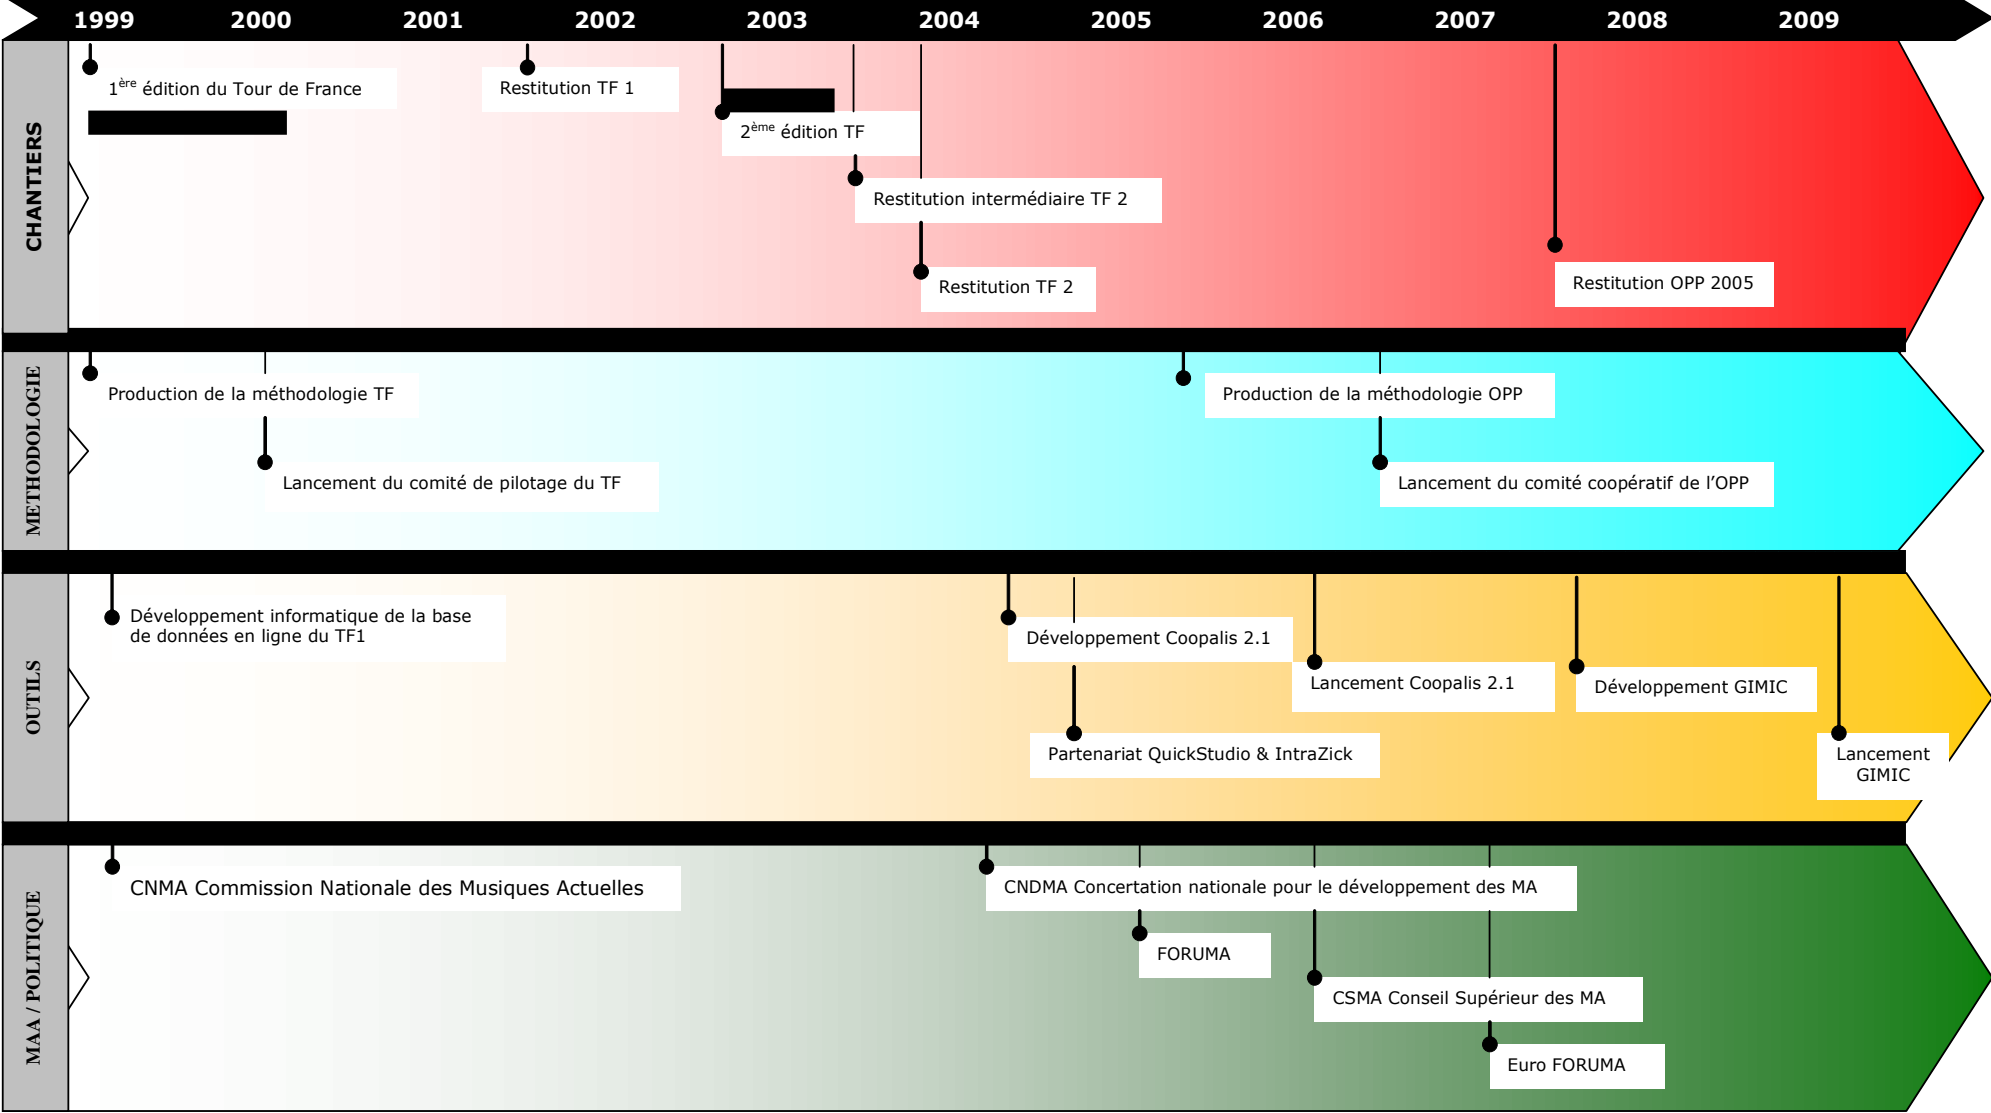 1999 2000 2001 2002 2003 2004 2005 2006 2007 2008 2009
CHANTIERS
1ère édition du Tour de France
Restitution TF 1
2ème édition TF
Restitution intermédiaire TF 2
Restitution TF 2
Restitution OPP 2005
METHODOLOGIE
Production de la méthodologie TF
Production de la méthodologie OPP
Lancement du comité de pilotage du TF
Lancement du comité coopératif de l’OPP
OUTILS
Développement informatique de la base
de données en ligne du TF1
Développement Coopalis 2.1
Lancement Coopalis 2.1
Développement GIMIC
Partenariat QuickStudio & IntraZick
Lancement
GIMIC
MAA / POLITIQUE
CNMA Commission Nationale des Musiques Actuelles
CNDMA Concertation nationale pour le développement des MA
FORUMA
CSMA Conseil Supérieur des MA
Euro FORUMA